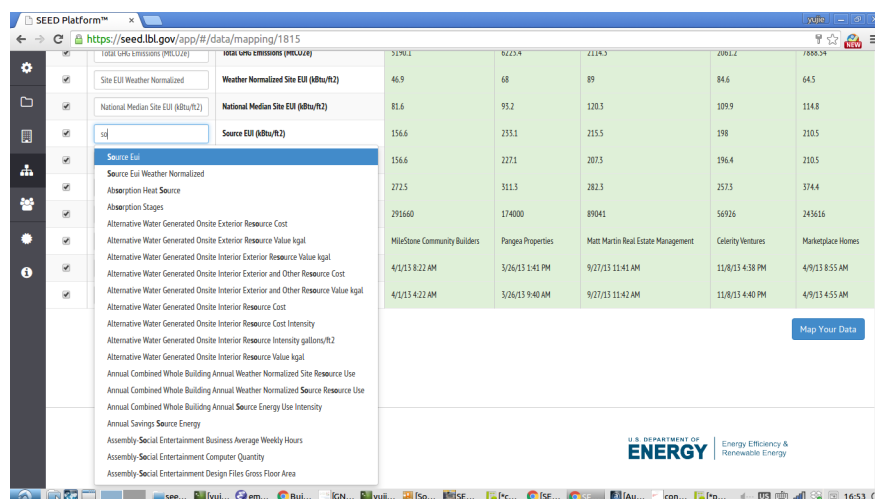 SEED Platform™ ×
yujie
https://seed.lbl.gov/app/#/data/mapping/1815
NEW
Total GHG Emissions (MtCO2e) Total GHG Emissions (MtCO2e) 5190.1 6223.4 2114.3 2061.2 7888.54
Site EUI Weather Normalized Weather Normalized Site EUI (kBtu/ft2) 46.9 68 89 84.6 64.5
National Median Site EUI (kBtu/ft2) National Median Site EUI (kBtu/ft2) 81.6 93.2 120.3 109.9 114.8
so Source EUI (kBtu/ft2) 156.6 233.1 215.5 198 210.5
Source Eui 156.6 227.1 207.3 196.4 210.5
Source Eui Weather Normalized
Absorption Heat Source 272.5 311.3 282.3 257.3 374.4
Absorption Stages
291660 174000 89041 56926 243616
Alternative Water Generated Onsite Exterior Resource Cost
Alternative Water Generated Onsite Exterior Resource Value kgal MileStone Community Builders Pangea Properties Matt Martin Real Estate Management Celerity Ventures Marketplace Homes
Alternative Water Generated Onsite Interior Exterior Resource Value kgal
Alternative Water Generated Onsite Interior Exterior and Other Resource Cost 4/1/13 8:22 AM 3/26/13 1:41 PM 9/27/13 11:41 AM 11/8/13 4:38 PM 4/9/13 8:55 AM
Alternative Water Generated Onsite Interior Exterior and Other Resource Value kgal 4/1/13 4:22 AM 3/26/13 9:40 AM 9/27/13 11:42 AM 11/8/13 4:40 PM 4/9/13 4:55 AM
Alternative Water Generated Onsite Interior Resource Cost
Alternative Water Generated Onsite Interior Resource Cost Intensity
Map Your Data
Alternative Water Generated Onsite Interior Resource Intensity gallons/ft2
Alternative Water Generated Onsite Interior Resource Value kgal
Annual Combined Whole Building Annual Weather Normalized Site Resource Use
Annual Combined Whole Building Annual Weather Normalized Source Resource Use
Annual Combined Whole Builidng Annual Source Energy Use Intensity
Annual Savings Source Energy
Assembly-Social Entertainment Business Average Weekly Hours
Assembly-Social Entertainment Computer Quantity
Assembly-Social Entertainment Design Files Gross Floor Area
U.S. DEPARTMENT OF
ENERGY
Energy Efficiency &
Renewable Energy
see... [yui... em... Bui... [GN... yuji... [So... SE... [*c... [SE... [Au... con... [*p... US 16:53